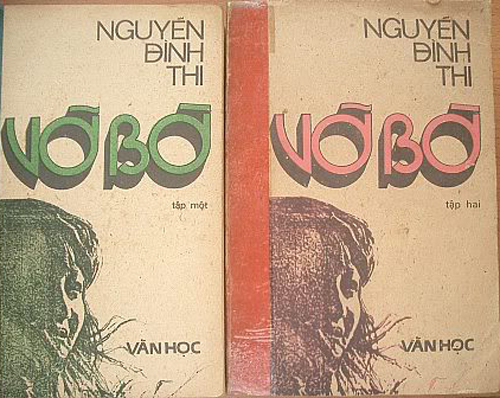 NGUYỄN
ĐÌNH
THI
VỠ BỜ
tập một
VĂN HỌC
NGUYỄN
ĐÌNH
THI
VỠ BỜ
tập hai
VĂN HỌC